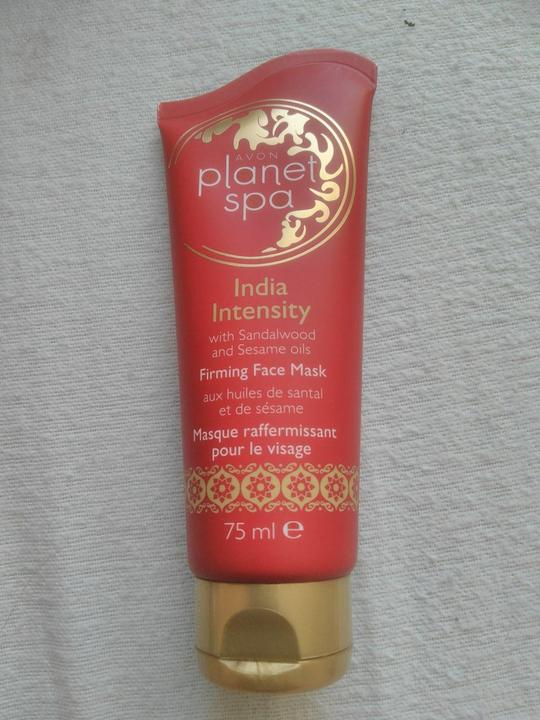 AVON
planet
spa
India
Intensity
with Sandalwood
and Sesame oils
Firming Face Mask
aux huiles de santal
et de sésame
Masque raffermissant
pour le visage
75 ml ℮